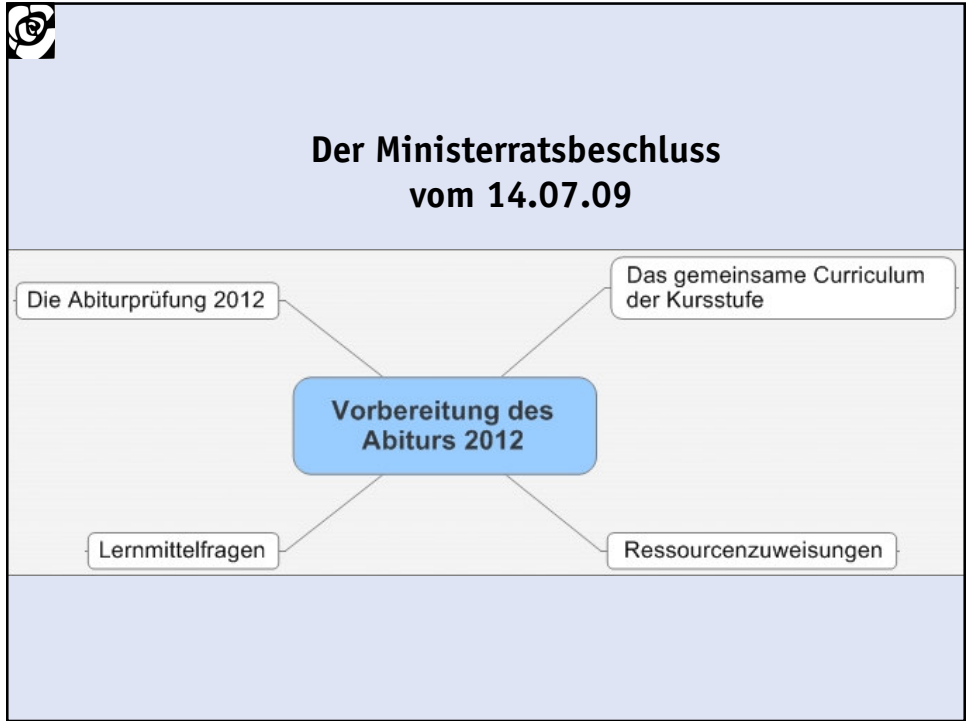 Der Ministerratsbeschluss
vom 14.07.09
Die Abiturprüfung 2012
Das gemeinsame Curriculum
der Kursstufe
Vorbereitung des
Abiturs 2012
Lernmittelfragen
Ressourcenzuweisungen